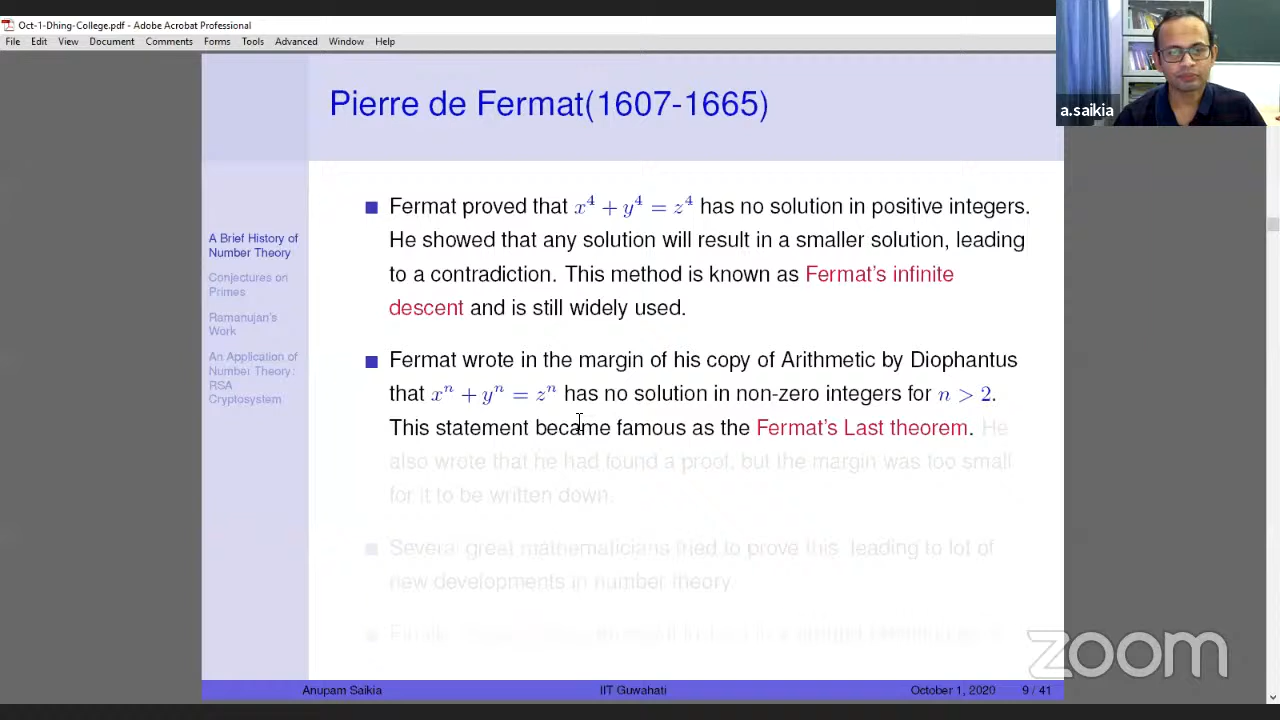 Oct-1-Dhing-College.pdf - Adobe Acrobat Professional
File Edit View Document Comments Forms Tools Advanced Window Help
a.saikia
Pierre de Fermat(1607-1665)
A Brief History of
Number Theory
Conjectures on
Primes
Ramanujan's
Work
An Application of
Number Theory:
RSA
Cryptosystem
Fermat proved that x⁴ + y⁴ = z⁴ has no solution in positive integers.
He showed that any solution will result in a smaller solution, leading
to a contradiction. This method is known as Fermat's infinite
descent and is still widely used.
Fermat wrote in the margin of his copy of Arithmetic by Diophantus
that xⁿ + yⁿ = zⁿ has no solution in non-zero integers for n > 2.
This statement became famous as the Fermat's Last theorem. He
also wrote that he had found a proof, but the margin was too small
for it to be written down.
Several great mathematicians tried to prove this, leading to lot of
new developments in number theory.
zoom
Anupam Saikia IIT Guwahati October 1, 2020 9 / 41